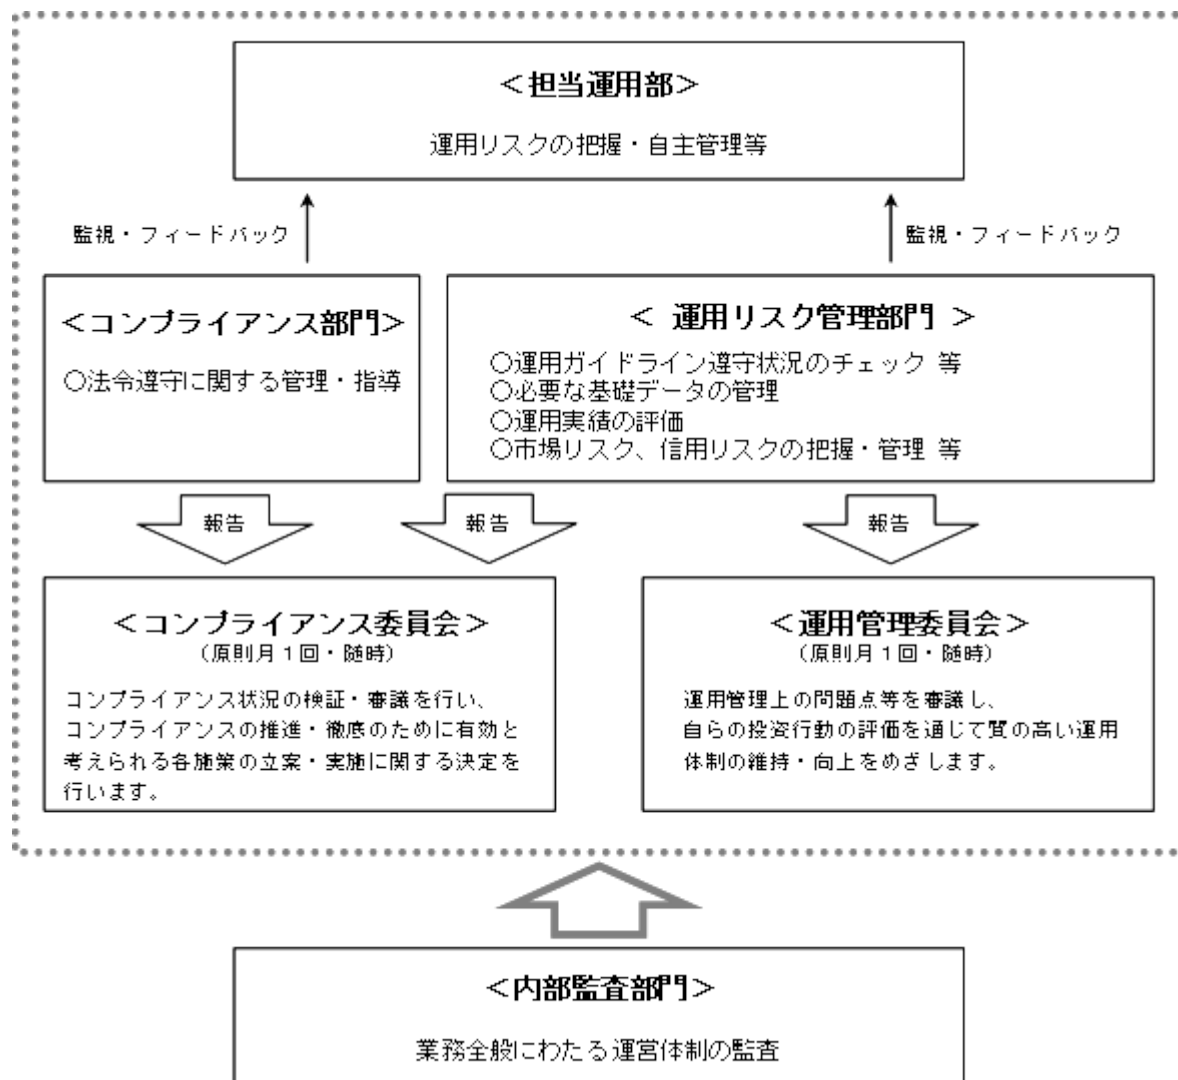 ＜担当運用部＞
運用リスクの把握・自主管理等
監視・フィードバック
監視・フィードバック
＜コンプライアンス部門＞
○法令遵守に関する管理・指導
＜ 運用リスク管理部門 ＞
○運用ガイドライン遵守状況のチェック 等
○必要な基礎データの管理
○運用実績の評価
○市場リスク、信用リスクの把握・管理 等
報告
報告
報告
＜コンプライアンス委員会＞
（原則月１回・随時）
コンプライアンス状況の検証・審議を行い、
コンプライアンスの推進・徹底のために有効と
考えられる各施策の立案・実施に関する決定を
行います。
＜運用管理委員会＞
（原則月１回・随時）
運用管理上の問題点等を審議し、
自らの投資行動の評価を通じて質の高い運用
体制の維持・向上をめざします。
＜内部監査部門＞
業務全般にわたる運営体制の監査